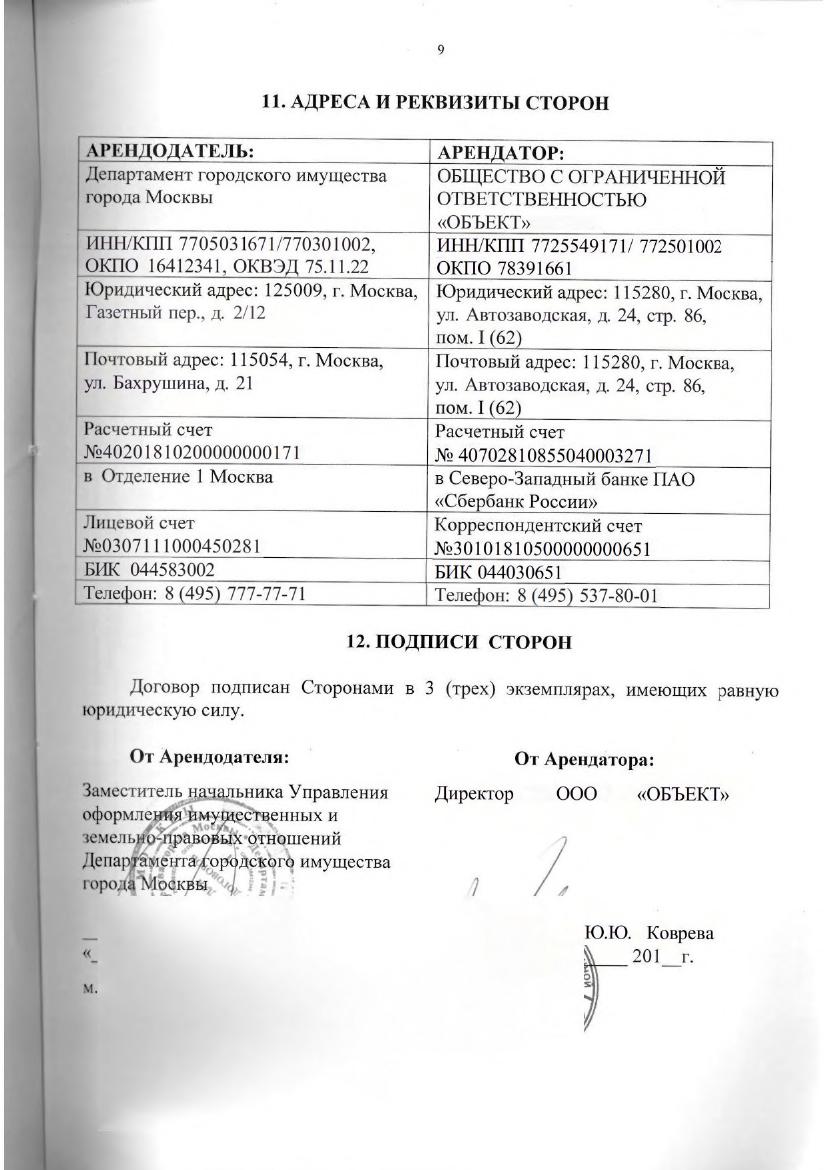 9
11. АДРЕСА И РЕКВИЗИТЫ СТОРОН
АРЕНДОДАТЕЛЬ:
АРЕНДАТОР:
Департамент городского имущества
города Москвы
ОБЩЕСТВО С ОГРАНИЧЕННОЙ
ОТВЕТСТВЕННОСТЬЮ
«ОБЪЕКТ»
ИНН/КПП 7705031671/770301002,
ОКПО 16412341, ОКВЭД 75.11.22
ИНН/КПП 7725549171/ 772501002
ОКПО 78391661
Юридический адрес: 125009, г. Москва,
Газетный пер., д. 2/12
Юридический адрес: 115280, г. Москва,
ул. Автозаводская, д. 24, стр. 86,
пом. I (62)
Почтовый адрес: 115054, г. Москва,
ул. Бахрушина, д. 21
Почтовый адрес: 115280, г. Москва,
ул. Автозаводская, д. 24, стр. 86,
пом. I (62)
Расчетный счет
№40201810200000000171
Расчетный счет
№ 40702810855040003271
в Отделение 1 Москва
в Северо-Западный банке ПАО
«Сбербанк России»
Лицевой счет
№0307111000450281
Корреспондентский счет
№30101810500000000651
БИК 044583002
БИК 044030651
Телефон: 8 (495) 777-77-71
Телефон: 8 (495) 537-80-01
12. ПОДПИСИ СТОРОН
Договор подписан Сторонами в 3 (трех) экземплярах, имеющих равную
юридическую силу.
От Арендодателя:
От Арендатора:
Заместитель начальника Управления
оформления имущественных и
земельно-правовых отношений
Департамента городского имущества
города Москвы
Директор ООО «ОБЪЕКТ»
Ю.Ю. Коврева
«_
____ 201__г.
м.